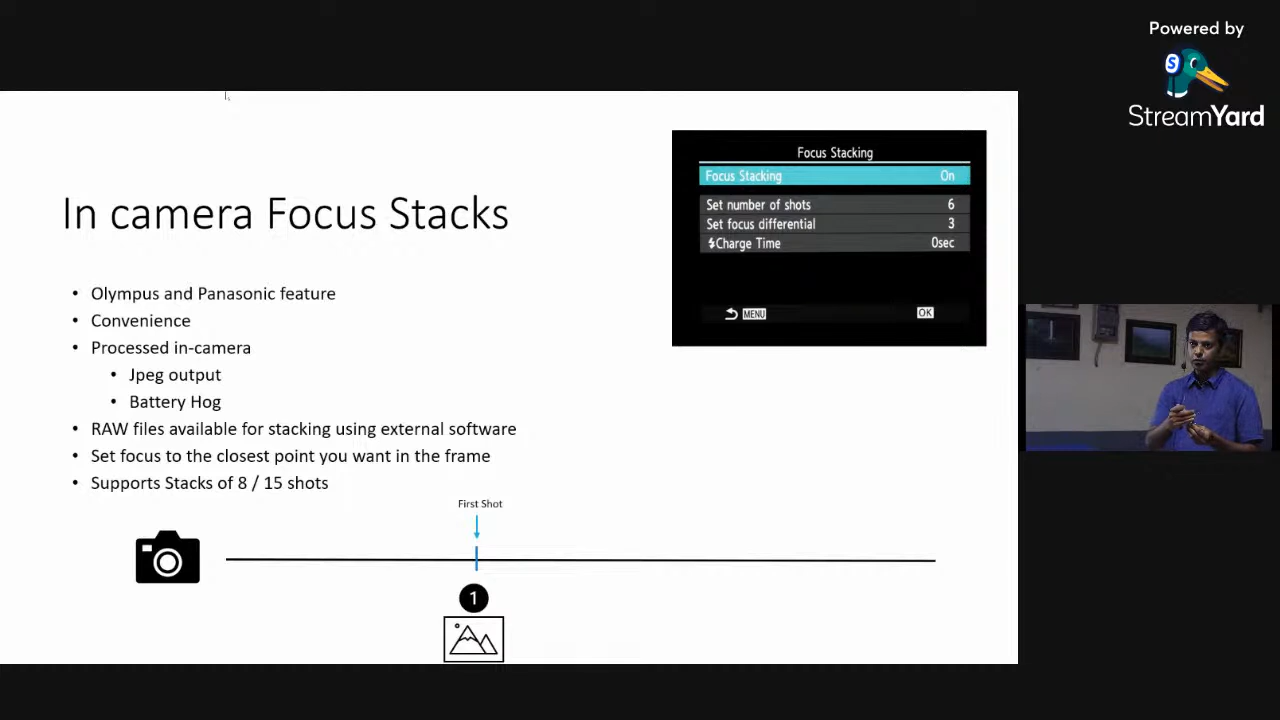 Powered by
S
StreamYard
Focus Stacking
Focus Stacking On
Set number of shots 6
Set focus differential 3
Charge Time 0sec
MENU OK
In camera Focus Stacks
• Olympus and Panasonic feature
• Convenience
• Processed in-camera
• Jpeg output
• Battery Hog
• RAW files available for stacking using external software
• Set focus to the closest point you want in the frame
• Supports Stacks of 8 / 15 shots
First Shot
1